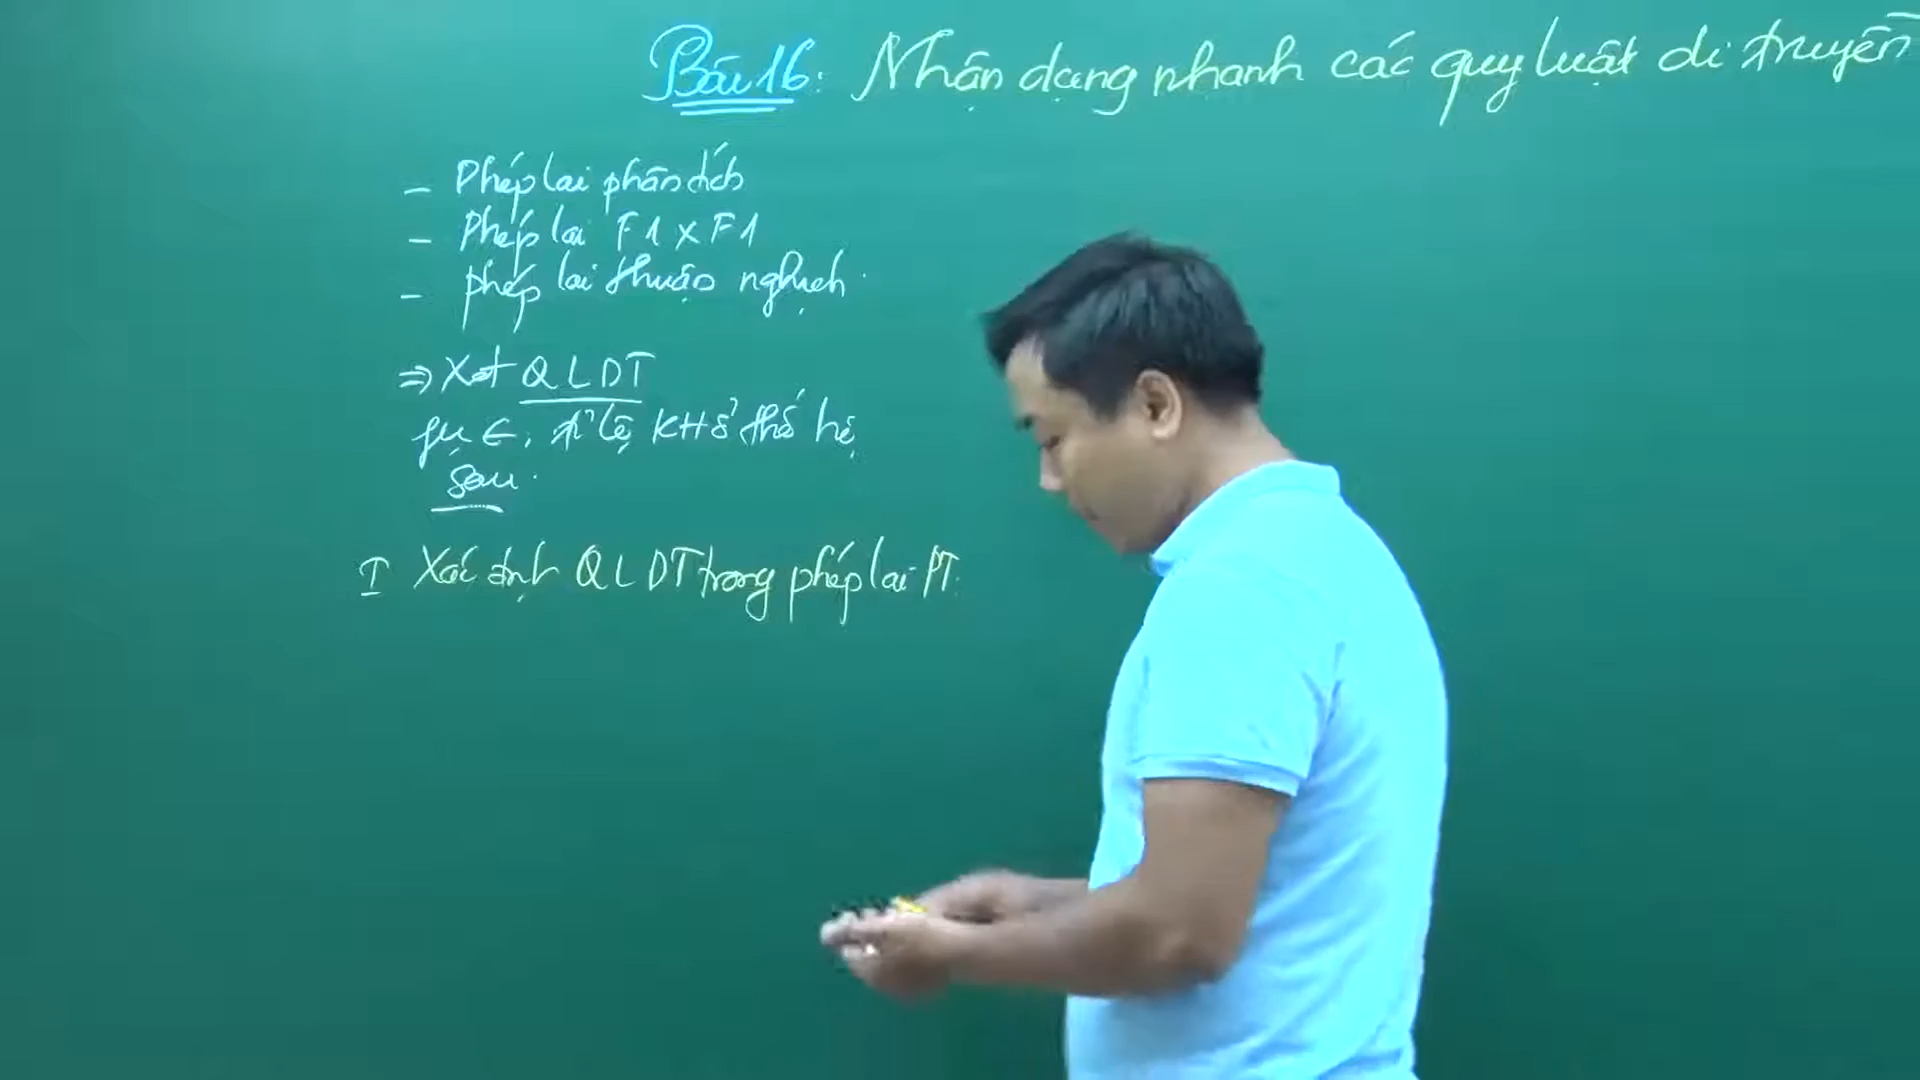 Bài 16: Nhận dạng nhanh các quy luật di truyền
- Phép lai phân tích
- Phép lai F1 x F1
- phép lai thuận nghịch.
⇒ Xét QLDT
tỉ lệ KH ở thế hệ
sau.
I Xác định QLDT trong phép lai PT.